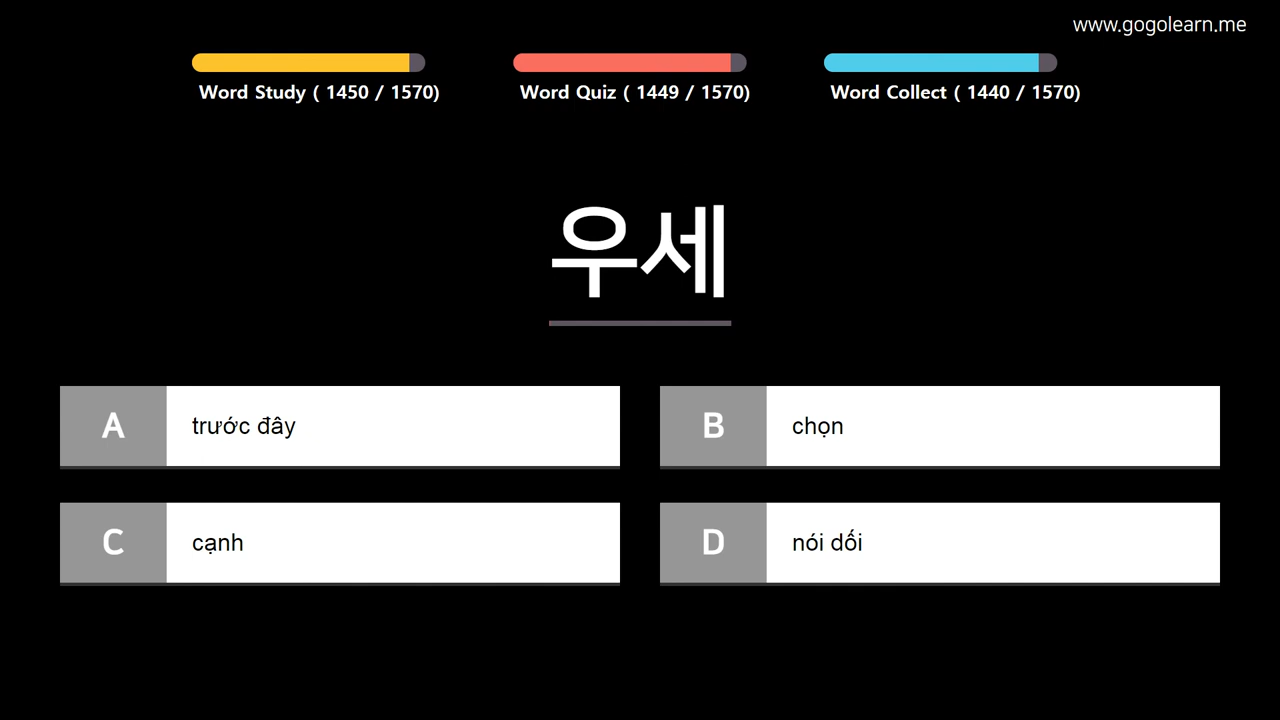 www.gogolearn.me
Word Study ( 1450 / 1570)
Word Quiz ( 1449 / 1570)
Word Collect ( 1440 / 1570)
우세
A trước đây
B chọn
C cạnh
D nói dối